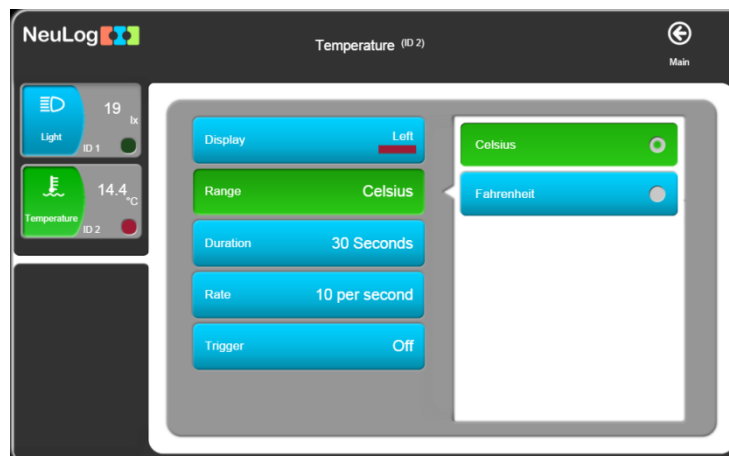 NeuLog
Temperature (ID 2)
Main
19
lx
Light
ID 1
14.4
°C
Temperature
ID 2
Display Left
Range Celsius
Duration 30 Seconds
Rate 10 per second
Trigger Off
Celsius
Fahrenheit